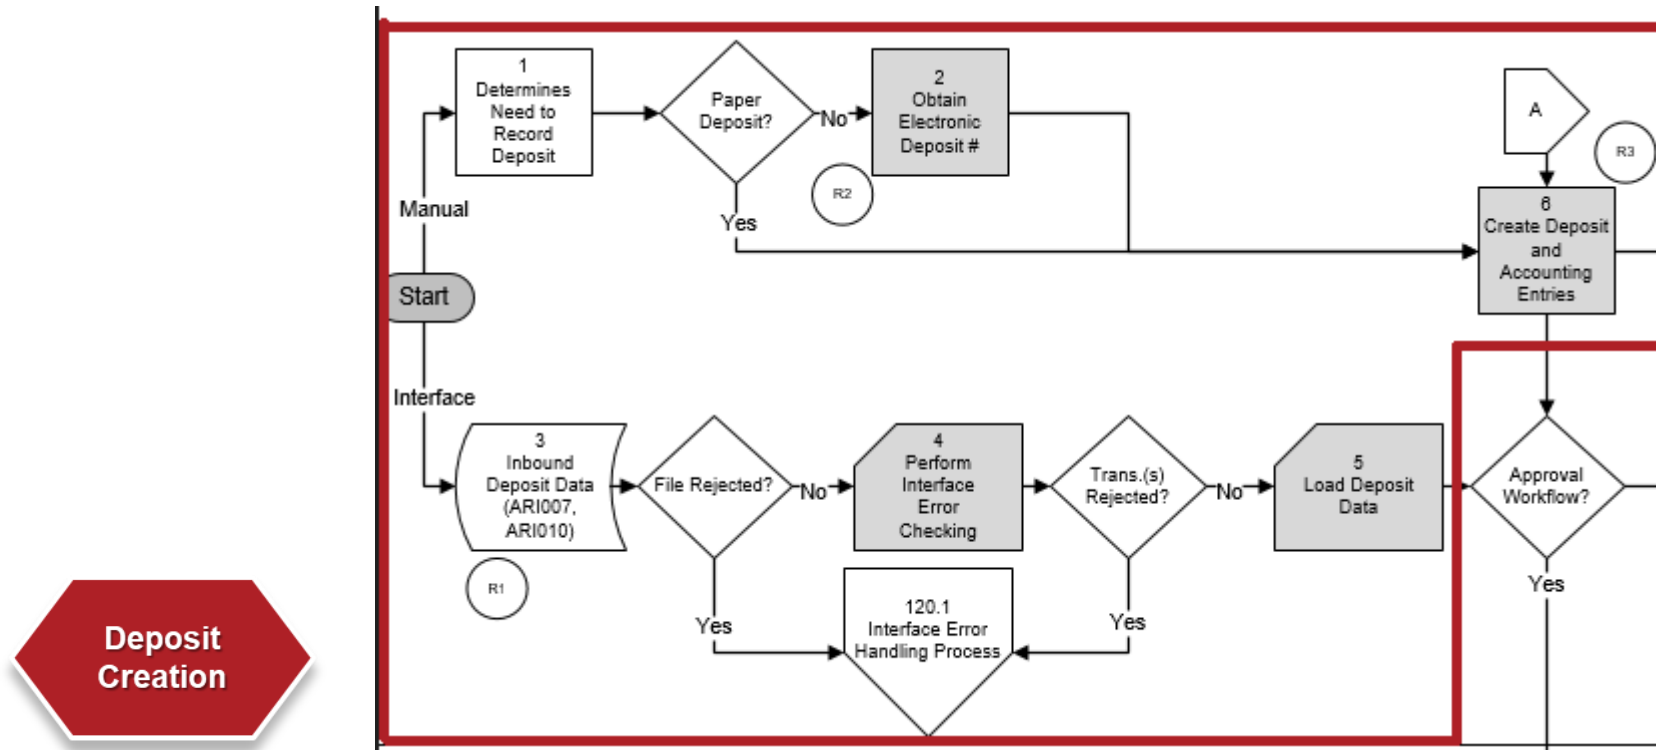 1
Determines
Need to
Record
Deposit
Paper
Deposit?
No
2
Obtain
Electronic
Deposit #
A
R3
R2
Manual
Yes
6
Create Deposit
and
Accounting
Entries
Start
Interface
3
Inbound
Deposit Data
(ARI007,
ARI010)
File Rejected?
No
4
Perform
Interface
Error
Checking
Trans.(s)
Rejected?
No
5
Load Deposit
Data
Approval
Workflow?
Yes
R1
Yes
120.1
Interface Error
Handling Process
Yes
Deposit
Creation